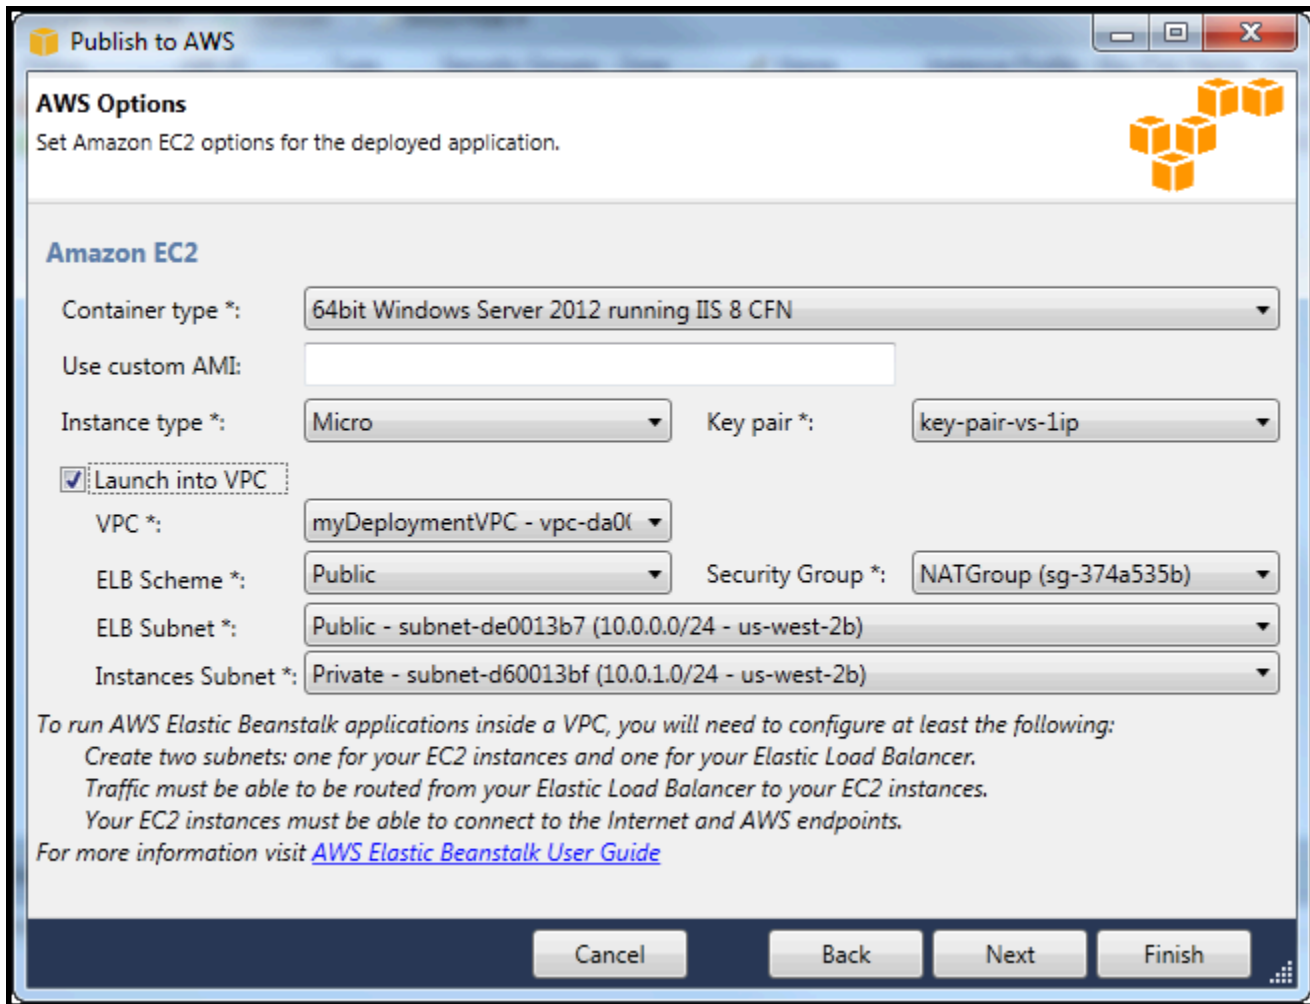 Publish to AWS
AWS Options
Set Amazon EC2 options for the deployed application.
Amazon EC2
Container type *: 64bit Windows Server 2012 running IIS 8 CFN
Use custom AMI:
Instance type *: Micro Key pair *: key-pair-vs-1ip
Launch into VPC
VPC *: myDeploymentVPC - vpc-da0(
ELB Scheme *: Public Security Group *: NATGroup (sg-374a535b)
ELB Subnet *: Public - subnet-de0013b7 (10.0.0.0/24 - us-west-2b)
Instances Subnet *: Private - subnet-d60013bf (10.0.1.0/24 - us-west-2b)
To run AWS Elastic Beanstalk applications inside a VPC, you will need to configure at least the following:
Create two subnets: one for your EC2 instances and one for your Elastic Load Balancer.
Traffic must be able to be routed from your Elastic Load Balancer to your EC2 instances.
Your EC2 instances must be able to connect to the Internet and AWS endpoints.
For more information visit AWS Elastic Beanstalk User Guide
Cancel Back Next Finish